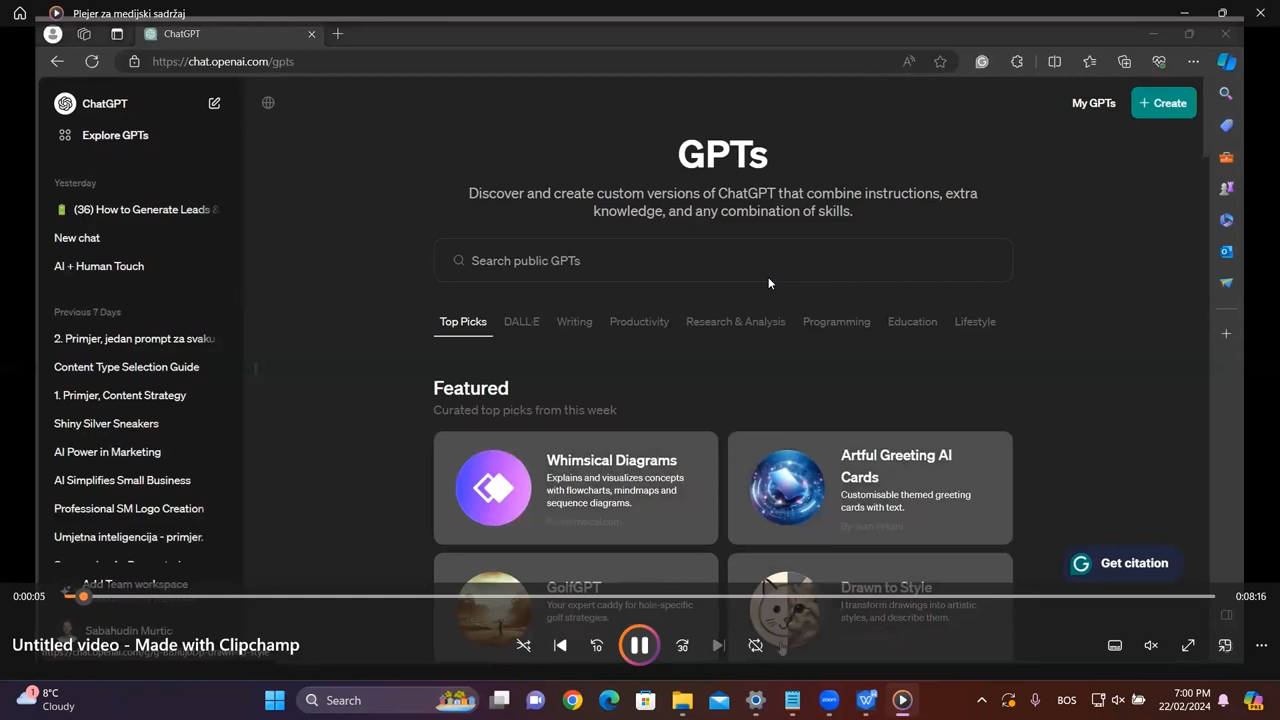 Plejer za medijski sadržaj
ChatGPT
https://chat.openai.com/gpts
ChatGPT
Explore GPTs
Yesterday
(36) How to Generate Leads &
New chat
AI + Human Touch
Previous 7 Days
2. Primjer, jedan prompt za svaku
Content Type Selection Guide
1. Primjer, Content Strategy
Shiny Silver Sneakers
AI Power in Marketing
AI Simplifies Small Business
Professional SM Logo Creation
Umjetna inteligencija - primjer.
Add Team workspace
Sabahudin Murtic
My GPTs
+ Create
GPTs
Discover and create custom versions of ChatGPT that combine instructions, extra
knowledge, and any combination of skills.
Search public GPTs
Top Picks DALL·E Writing Productivity Research & Analysis Programming Education Lifestyle
Featured
Curated top picks from this week
Whimsical Diagrams
Explains and visualizes concepts
with flowcharts, mindmaps and
sequence diagrams.
Artful Greeting AI
Cards
Customisable themed greeting
cards with text.
GolfGPT
Your expert caddy for hole-specific
golf strategies.
Drawn to Style
I transform drawings into artistic
styles, and describe them.
Get citation
0:00:05
0:08:16
Untitled video - Made with Clipchamp
10
30
1
8°C
Cloudy
Search
BOS
7:00 PM
22/02/2024